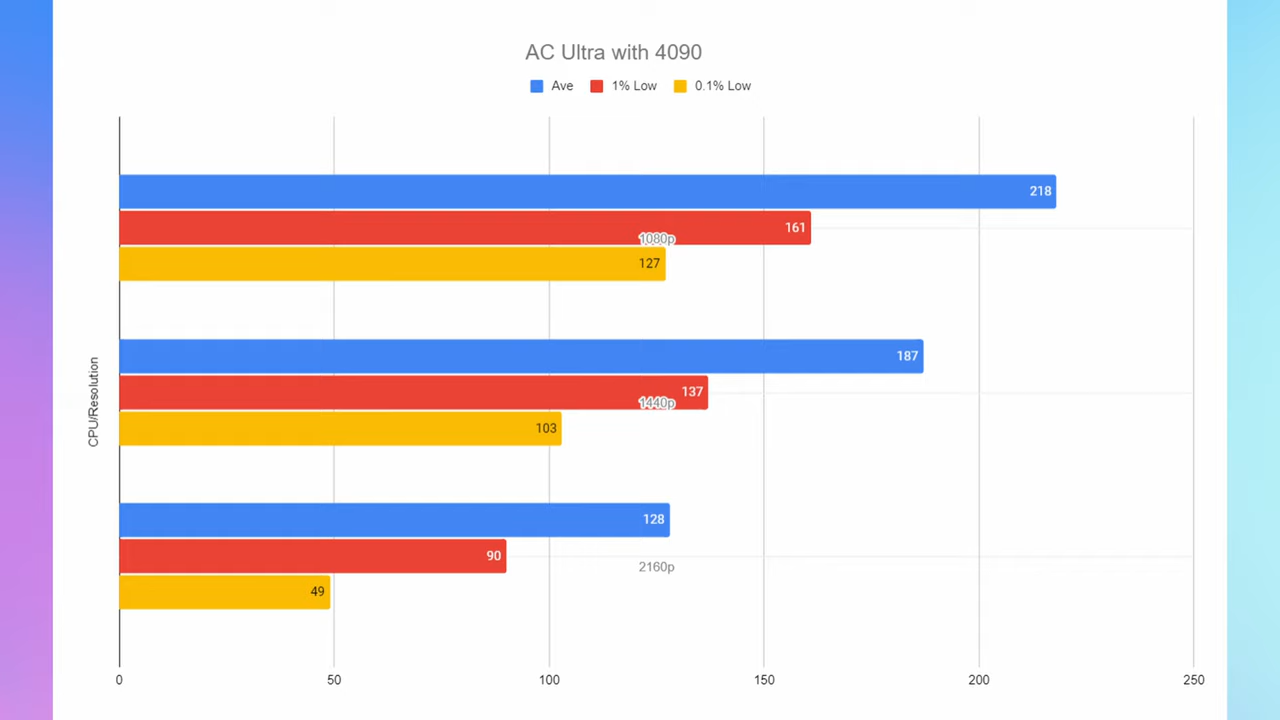 AC Ultra with 4090
Ave 1% Low 0.1% Low
218
161
1080p
127
187
137
1440p
103
CPU/Resolution
128
90
2160p
49
0 50 100 150 200 250